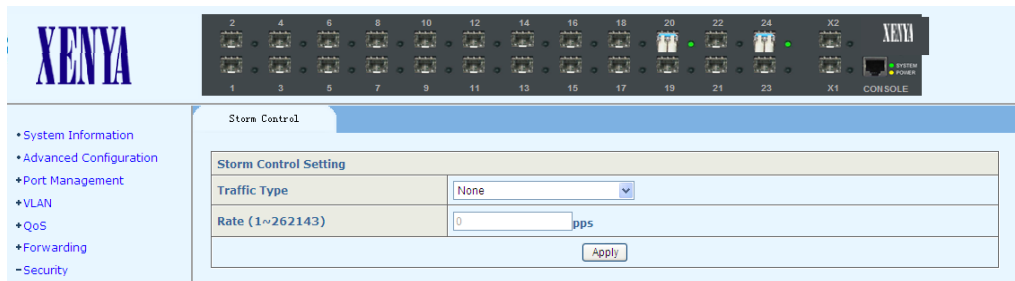 XENYA
2 4 6 8 10 12 14 16 18 20 22 24 X2
XENYA
SYSTEM
POWER
1 3 5 7 9 11 13 15 17 19 21 23 X1 CONSOLE
Storm Control
•System Information
•Advanced Configuration
+Port Management
+VLAN
+QoS
+Forwarding
-Security
Storm Control Setting
Traffic Type None
Rate (1~262143) 0 pps
Apply